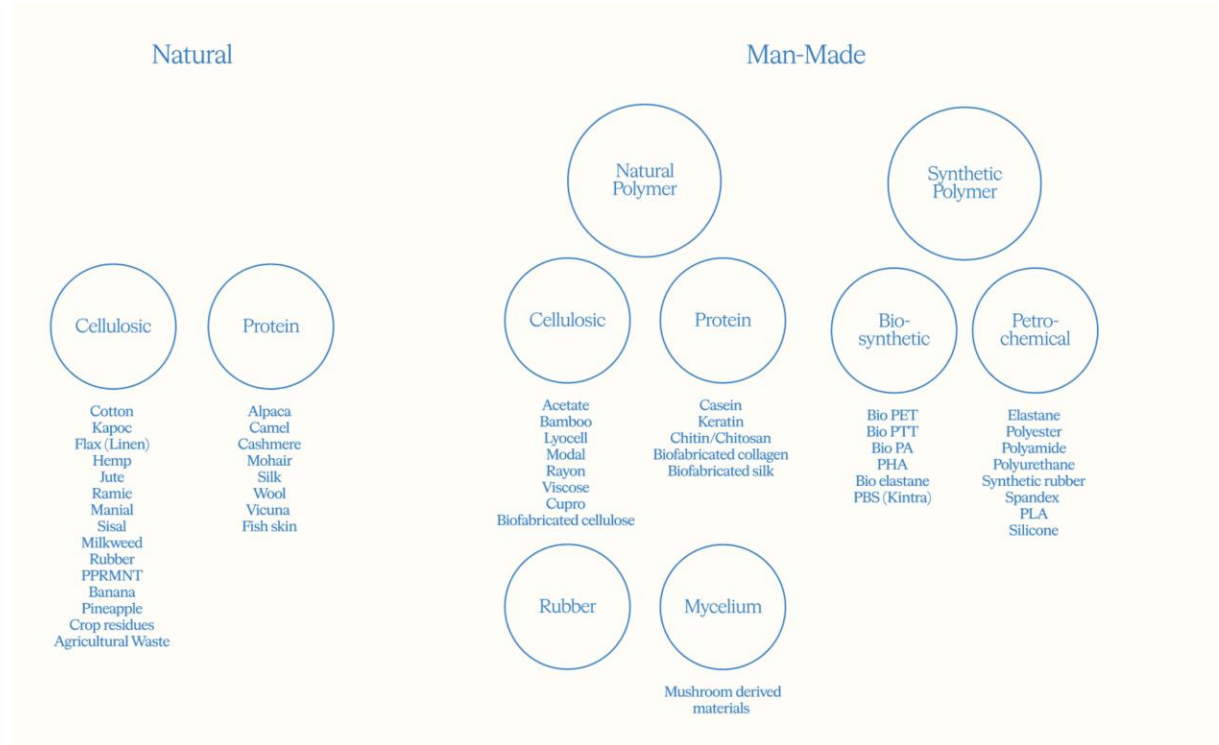 Natural
Man-Made
Natural
Polymer
Synthetic
Polymer
Cellulosic
Protein
Cellulosic
Protein
Bio-
synthetic
Petro-
chemical
Cotton
Kapoc
Flax (Linen)
Hemp
Jute
Ramie
Manial
Sisal
Milkweed
Rubber
PPRMNT
Banana
Pineapple
Crop residues
Agricultural Waste
Alpaca
Camel
Cashmere
Mohair
Silk
Wool
Vicuna
Fish skin
Acetate
Bamboo
Lyocell
Modal
Rayon
Viscose
Cupro
Biofabricated cellulose
Casein
Keratin
Chitin/Chitosan
Biofabricated collagen
Biofabricated silk
Bio PET
Bio PTT
Bio PA
PHA
Bio elastane
PBS (Kintra)
Elastane
Polyester
Polyamide
Polyurethane
Synthetic rubber
Spandex
PLA
Silicone
Rubber
Mycelium
Mushroom derived
materials